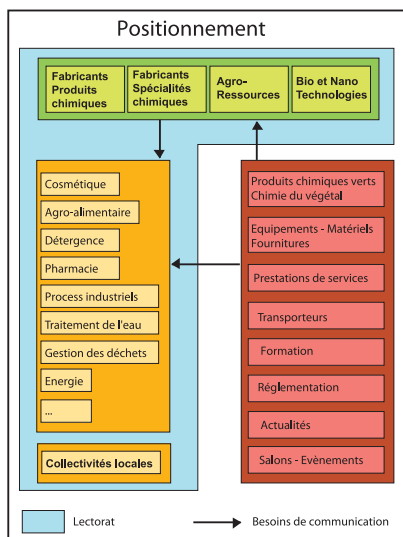 Positionnement
Fabricants
Produits
chimiques
Fabricants
Spécialités
chimiques
Agro-
Ressources
Bio et Nano
Technologies
Cosmétique
Agro-alimentaire
Détergence
Pharmacie
Process industriels
Traitement de l'eau
Gestion des déchets
Energie
...
Collectivités locales
Produits chimiques verts
Chimie du végétal
Equipements - Matériels
Fournitures
Prestations de services
Transporteurs
Formation
Réglementation
Actualités
Salons - Evènements
Lectorat
Besoins de communication